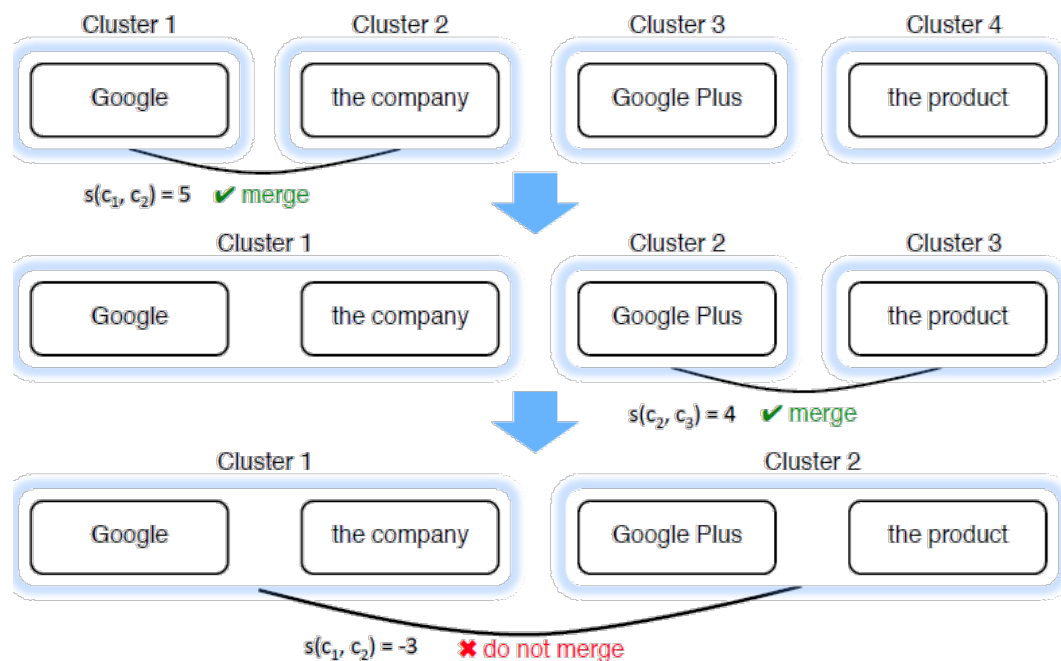 Cluster 1 Cluster 2 Cluster 3 Cluster 4
Google the company Google Plus the product
s(c₁, c₂) = 5 ✔ merge
Cluster 1 Cluster 2 Cluster 3
Google the company Google Plus the product
s(c₂, c₃) = 4 ✔ merge
Cluster 1 Cluster 2
Google the company Google Plus the product
s(c₁, c₂) = -3 ✖ do not merge